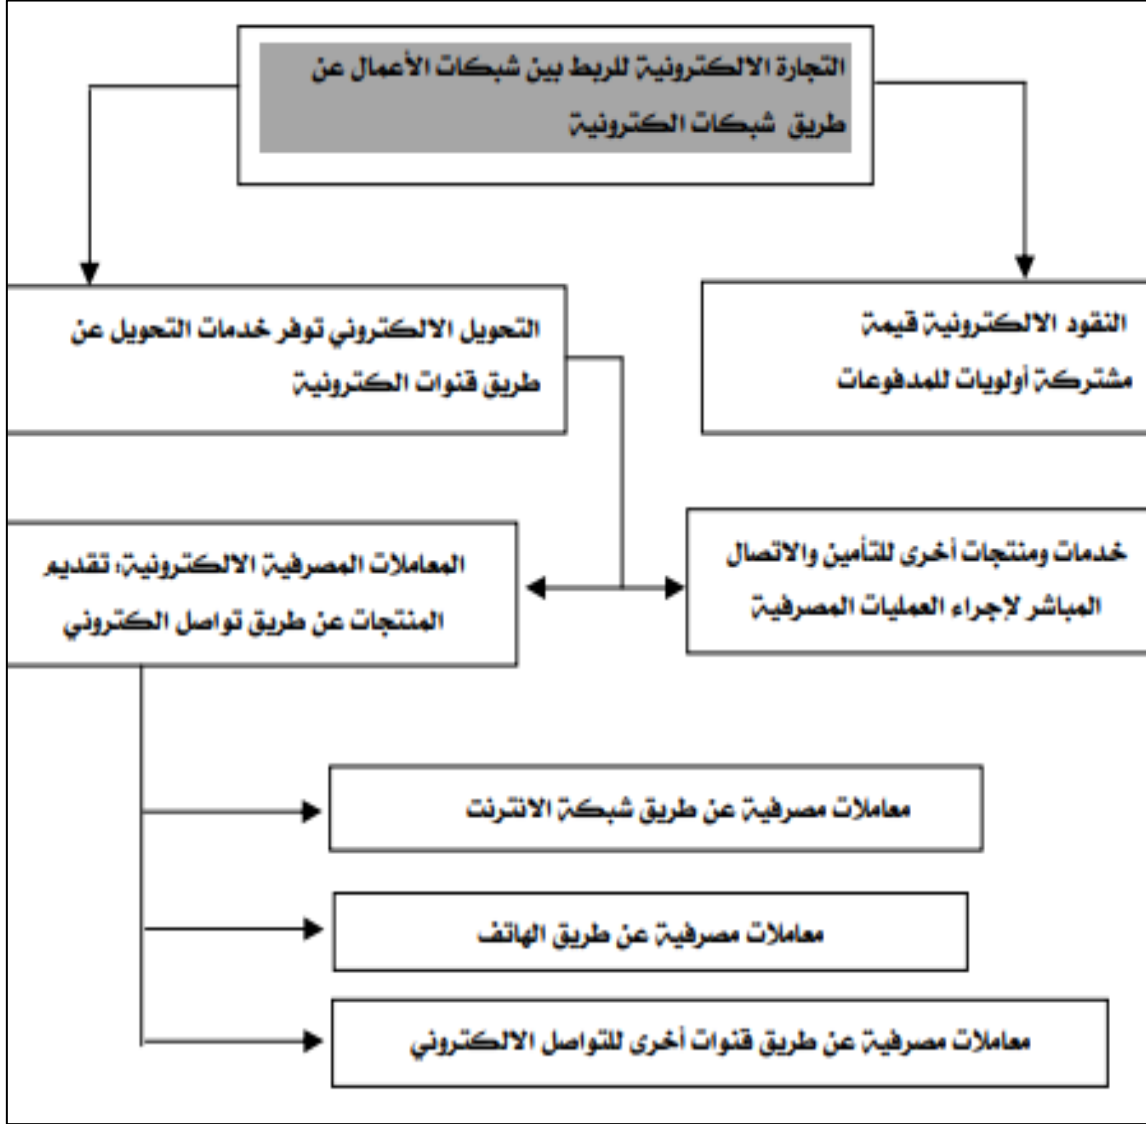 التجارة الالكترونية للربط بين شبكات الأعمال عن
طريق شبكات الكترونية
النقود الالكترونية قيمة
مشتركة أولويات للمدفوعات
التحويل الالكتروني توفر خدمات التحويل عن
طريق قنوات الكترونية
خدمات ومنتجات أخرى للتأمين والاتصال
المباشر لإجراء العمليات المصرفية
المعاملات المصرفية الالكترونية: تقديم
المنتجات عن طريق تواصل الكتروني
معاملات مصرفية عن طريق شبكة الانترنت
معاملات مصرفية عن طريق الهاتف
معاملات مصرفية عن طريق قنوات أخرى للتواصل الالكتروني